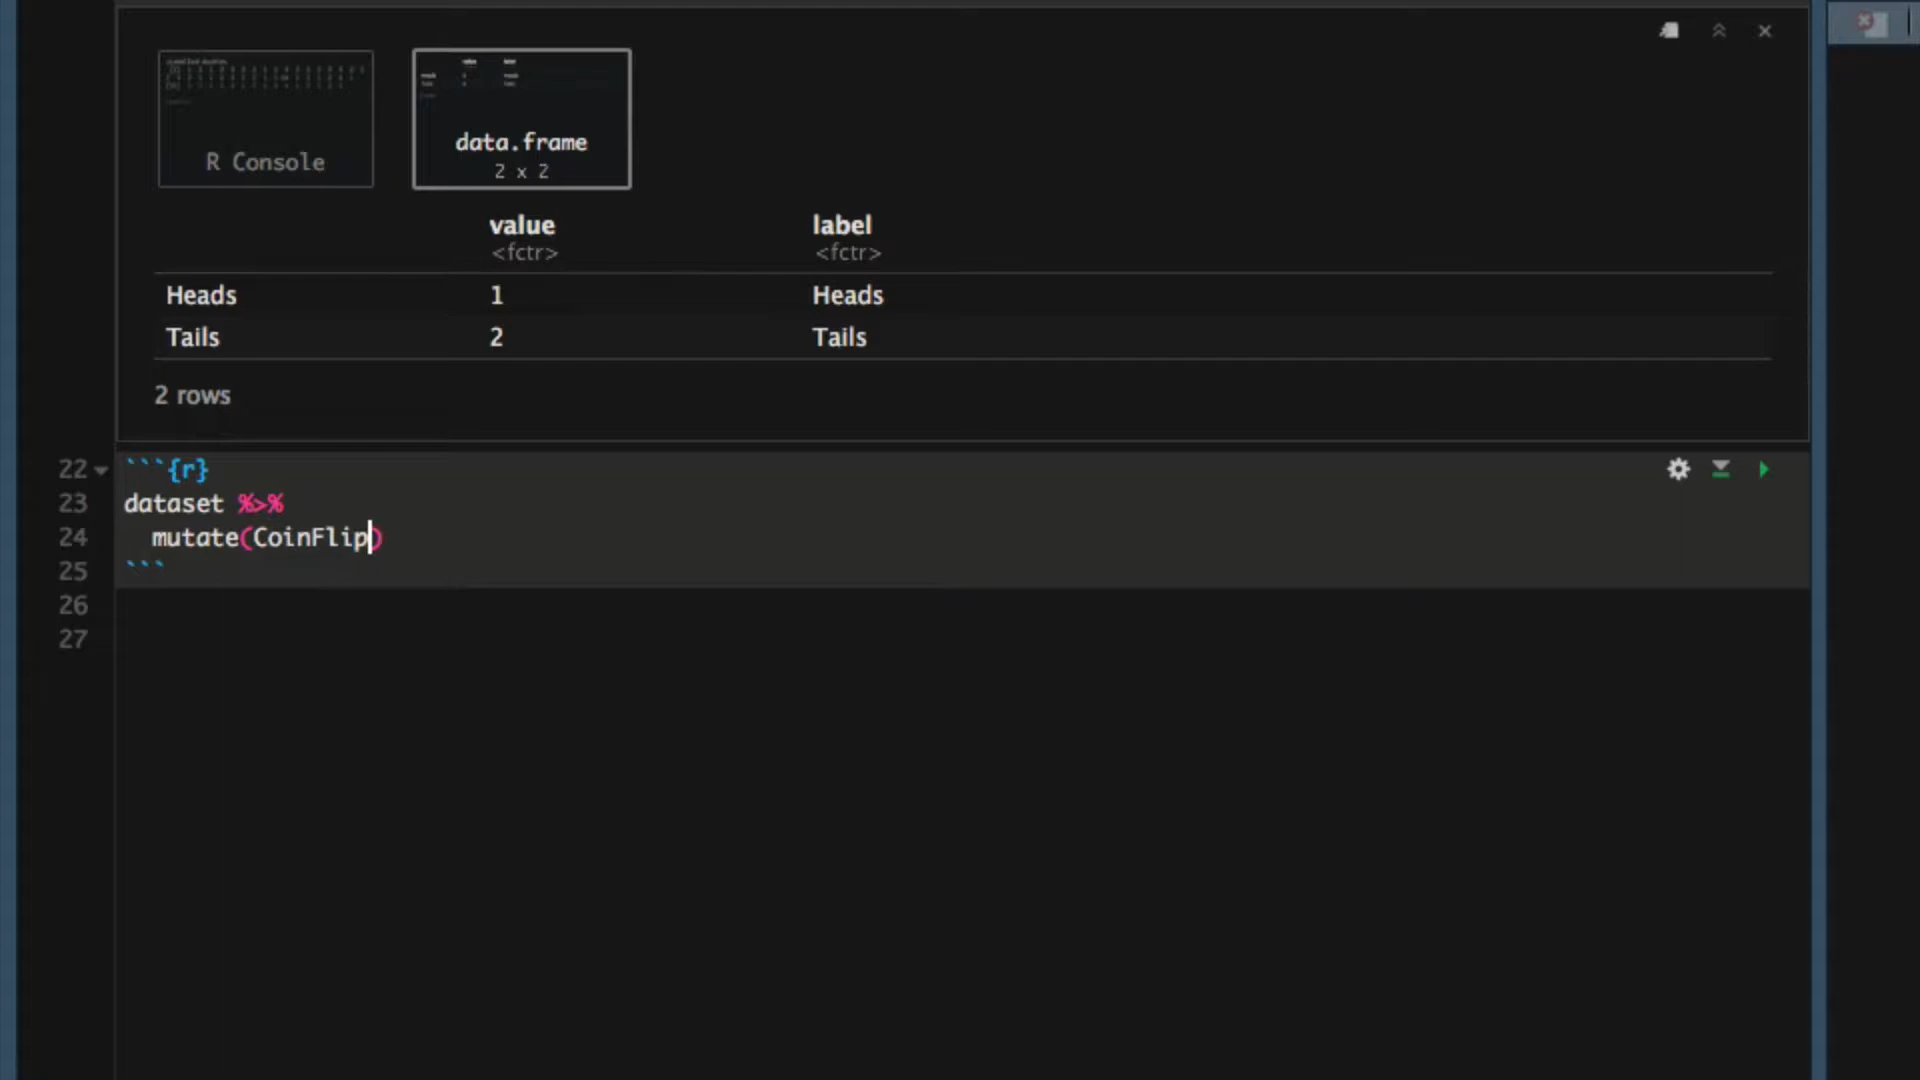 R Console
data.frame
2 x 2
value label
<fctr> <fctr>
Heads 1 Heads
Tails 2 Tails
2 rows
22 ```{r}
23 dataset %>%
24 mutate(CoinFlip)
25 ```
26
27